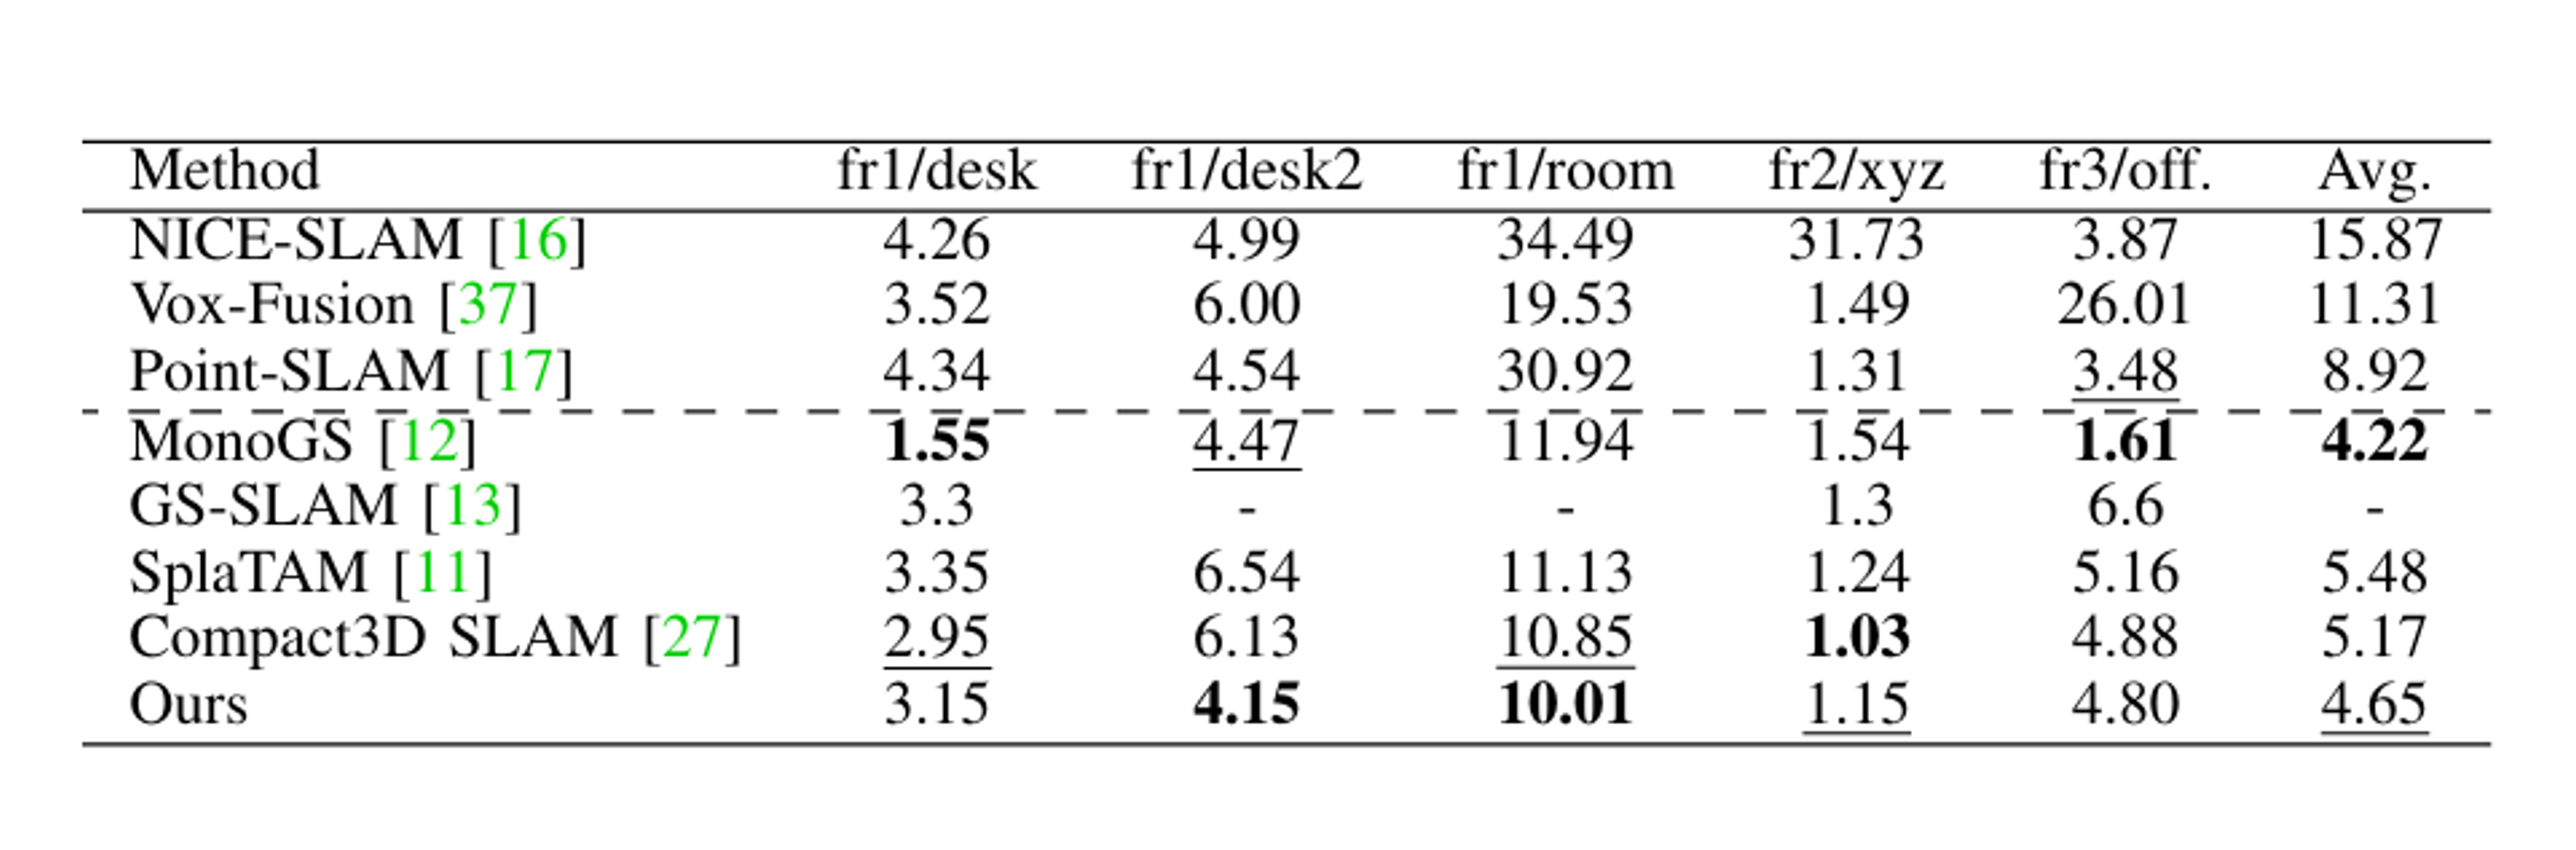 Method fr1/desk fr1/desk2 fr1/room fr2/xyz fr3/off. Avg.
NICE-SLAM [16] 4.26 4.99 34.49 31.73 3.87 15.87
Vox-Fusion [37] 3.52 6.00 19.53 1.49 26.01 11.31
Point-SLAM [17] 4.34 4.54 30.92 1.31 3.48 8.92
MonoGS [12] 1.55 4.47 11.94 1.54 1.61 4.22
GS-SLAM [13] 3.3 - - 1.3 6.6 -
SplaTAM [11] 3.35 6.54 11.13 1.24 5.16 5.48
Compact3D SLAM [27] 2.95 6.13 10.85 1.03 4.88 5.17
Ours 3.15 4.15 10.01 1.15 4.80 4.65